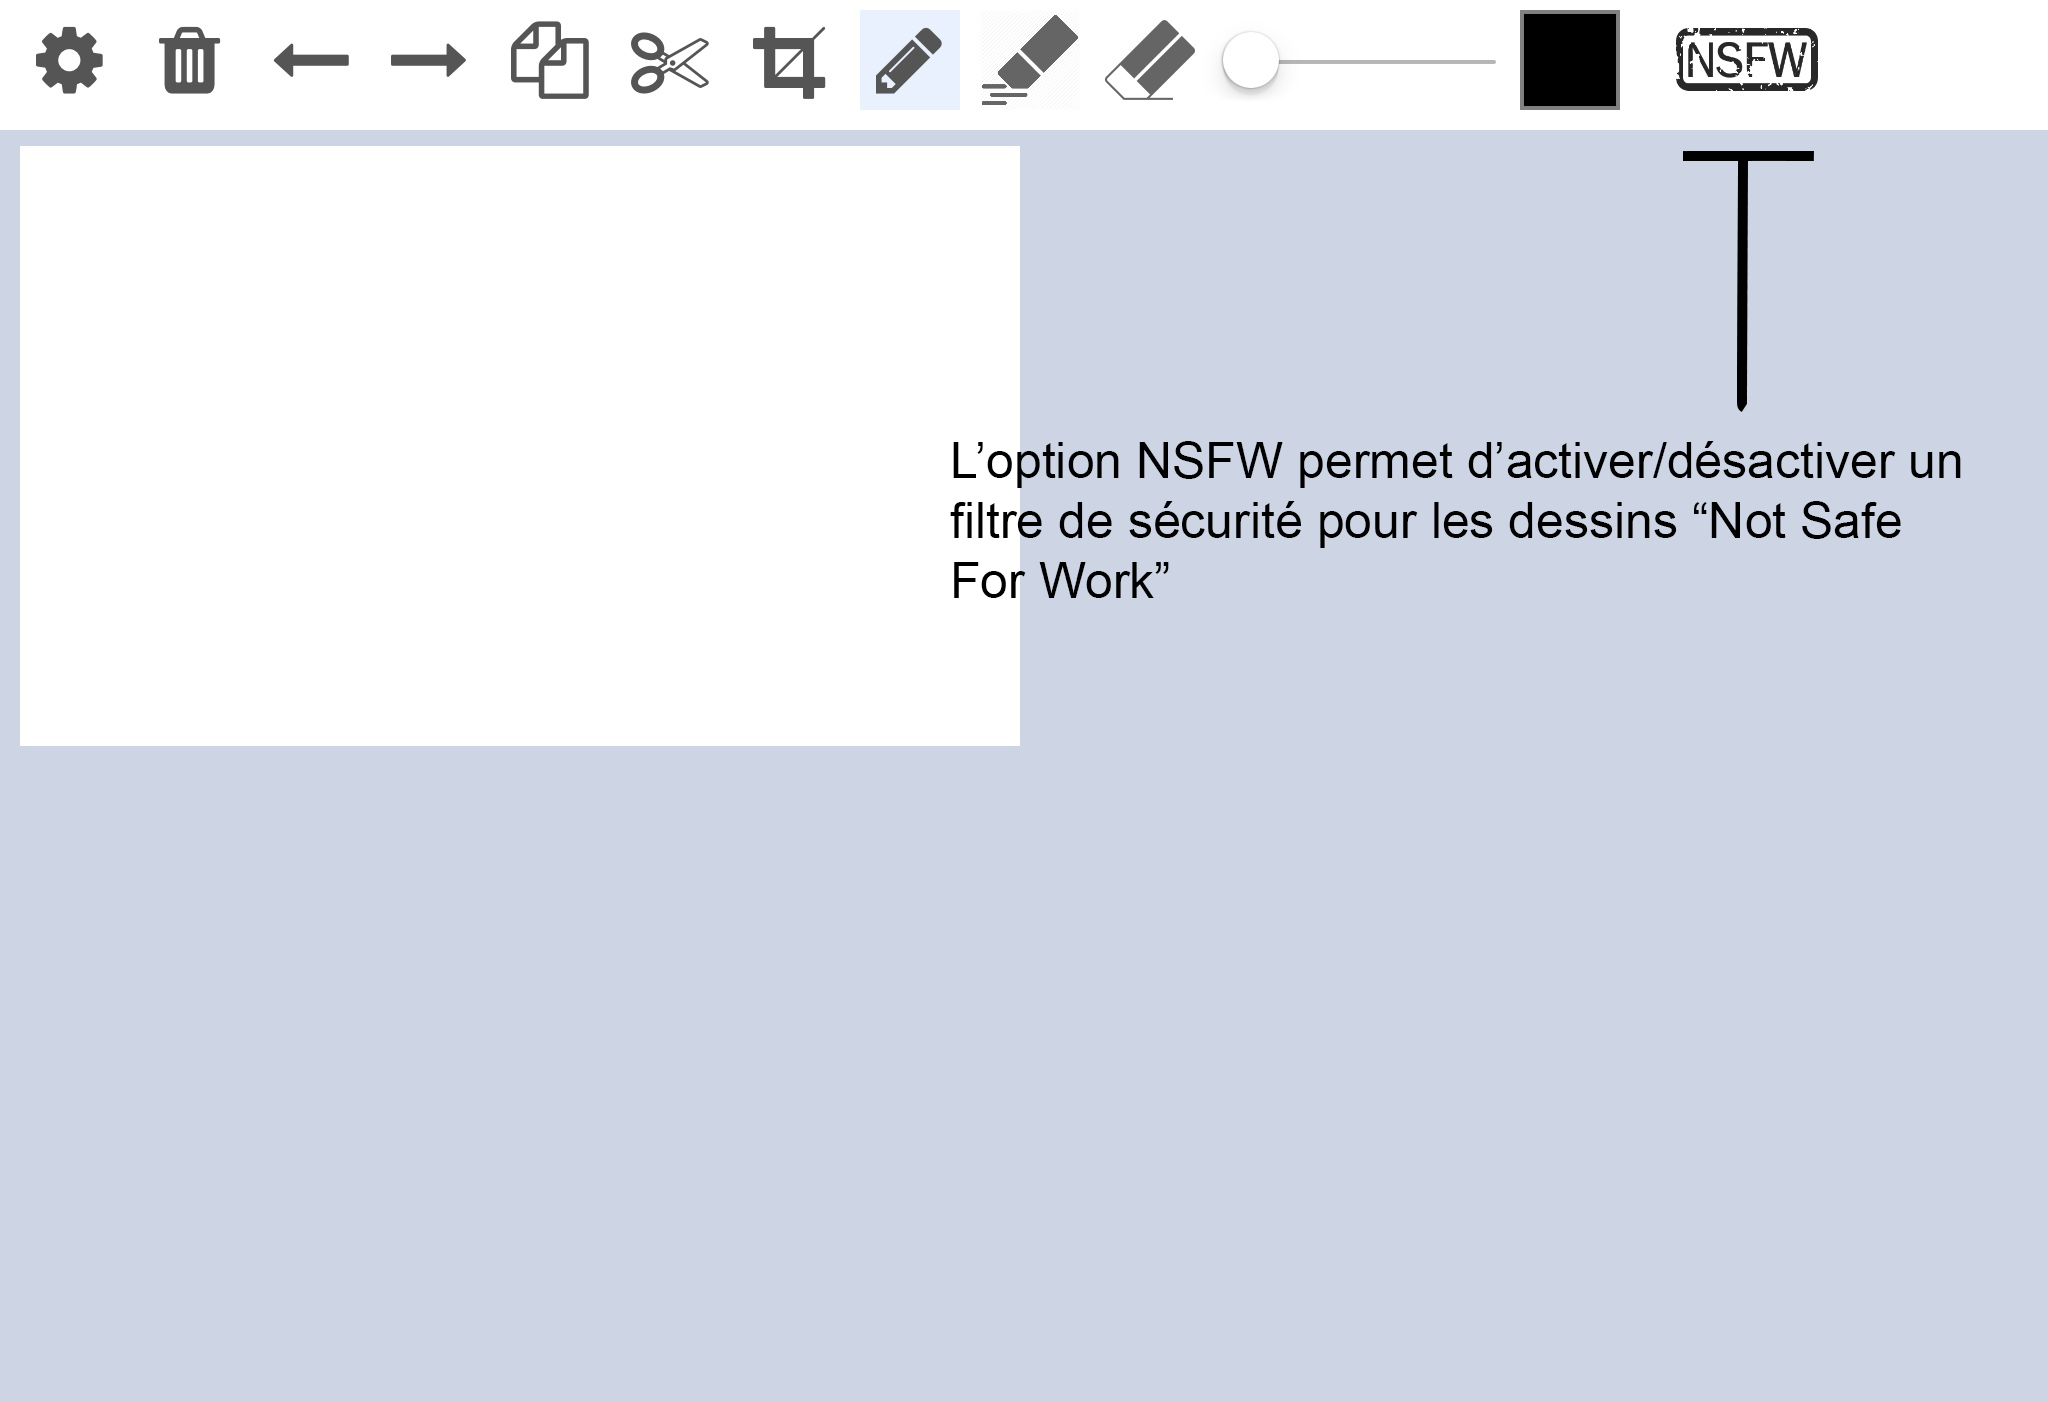 NSFW
L’option NSFW permet d’activer/désactiver un
filtre de sécurité pour les dessins “Not Safe
For Work”